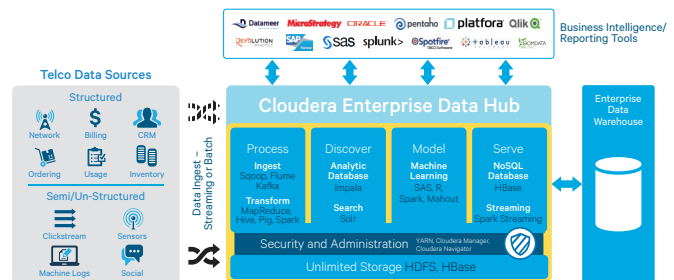 Datameer MicroStrategy ORACLE pentaho platfora Qlik
REVOLUTION ANALYTICS SAP sas splunk> Spotfire TIBCO Software tableau ZOOMDATA
Business Intelligence/
Reporting Tools
Telco Data Sources
Structured
Network Billing CRM
Ordering Usage Inventory
Semi/Un-Structured
Clickstream Sensors
Machine Logs Social
Data Ingest –
Streaming or Batch
Cloudera Enterprise Data Hub
Process
Ingest
Sqoop, Flume
Kafka
Transform
MapReduce,
Hive, Pig, Spark
Discover
Analytic
Database
Impala
Search
Solr
Model
Machine
Learning
SAS, R,
Spark, Mahout
Serve
NoSQL
Database
HBase
Streaming
Spark Streaming
Security and Administration YARN, Cloudera Manager,
Cloudera Navigator
Unlimited Storage HDFS, HBase
Enterprise
Data
Warehouse